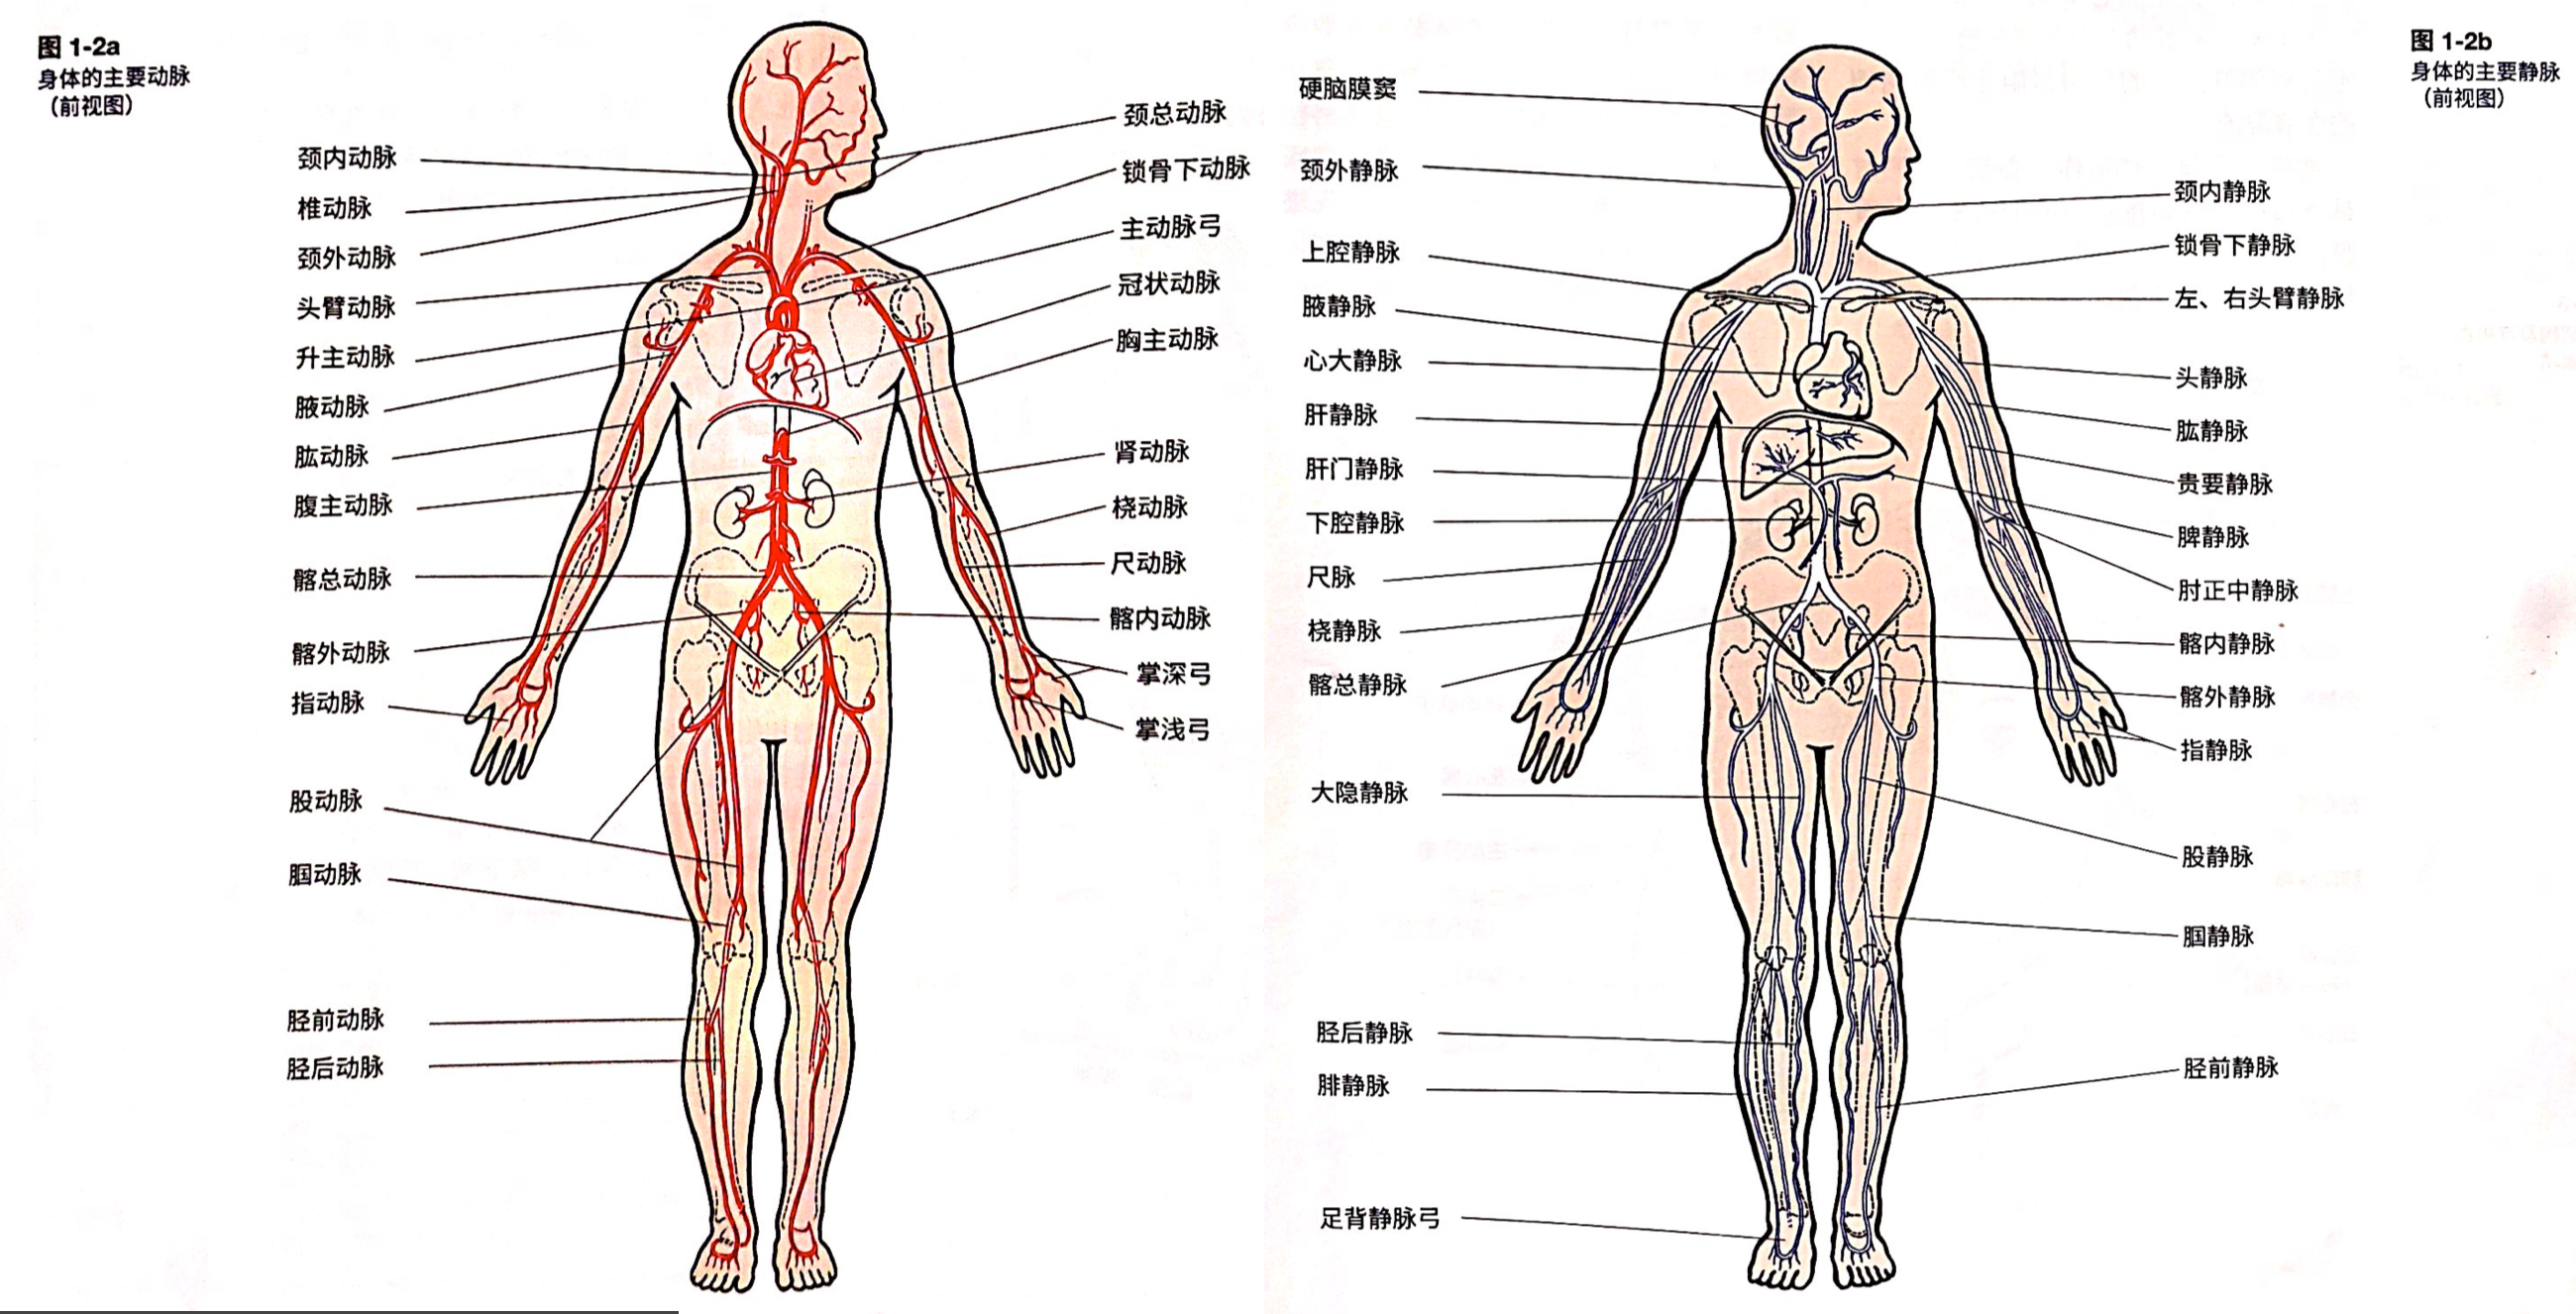 图 1-2a
身体的主要动脉
（前视图）
颈内动脉
椎动脉
颈外动脉
头臂动脉
升主动脉
腋动脉
肱动脉
腹主动脉
髂总动脉
髂外动脉
指动脉
股动脉
腘动脉
胫前动脉
胫后动脉
颈总动脉
锁骨下动脉
主动脉弓
冠状动脉
胸主动脉
肾动脉
桡动脉
尺动脉
髂内动脉
掌深弓
掌浅弓
图 1-2b
身体的主要静脉
（前视图）
硬脑膜窦
颈外静脉
上腔静脉
腋静脉
心大静脉
肝静脉
肝门静脉
下腔静脉
尺脉
桡静脉
髂总静脉
大隐静脉
胫后静脉
腓静脉
足背静脉弓
颈内静脉
锁骨下静脉
左、右头臂静脉
头静脉
肱静脉
贵要静脉
脾静脉
肘正中静脉
髂内静脉
髂外静脉
指静脉
股静脉
腘静脉
胫前静脉